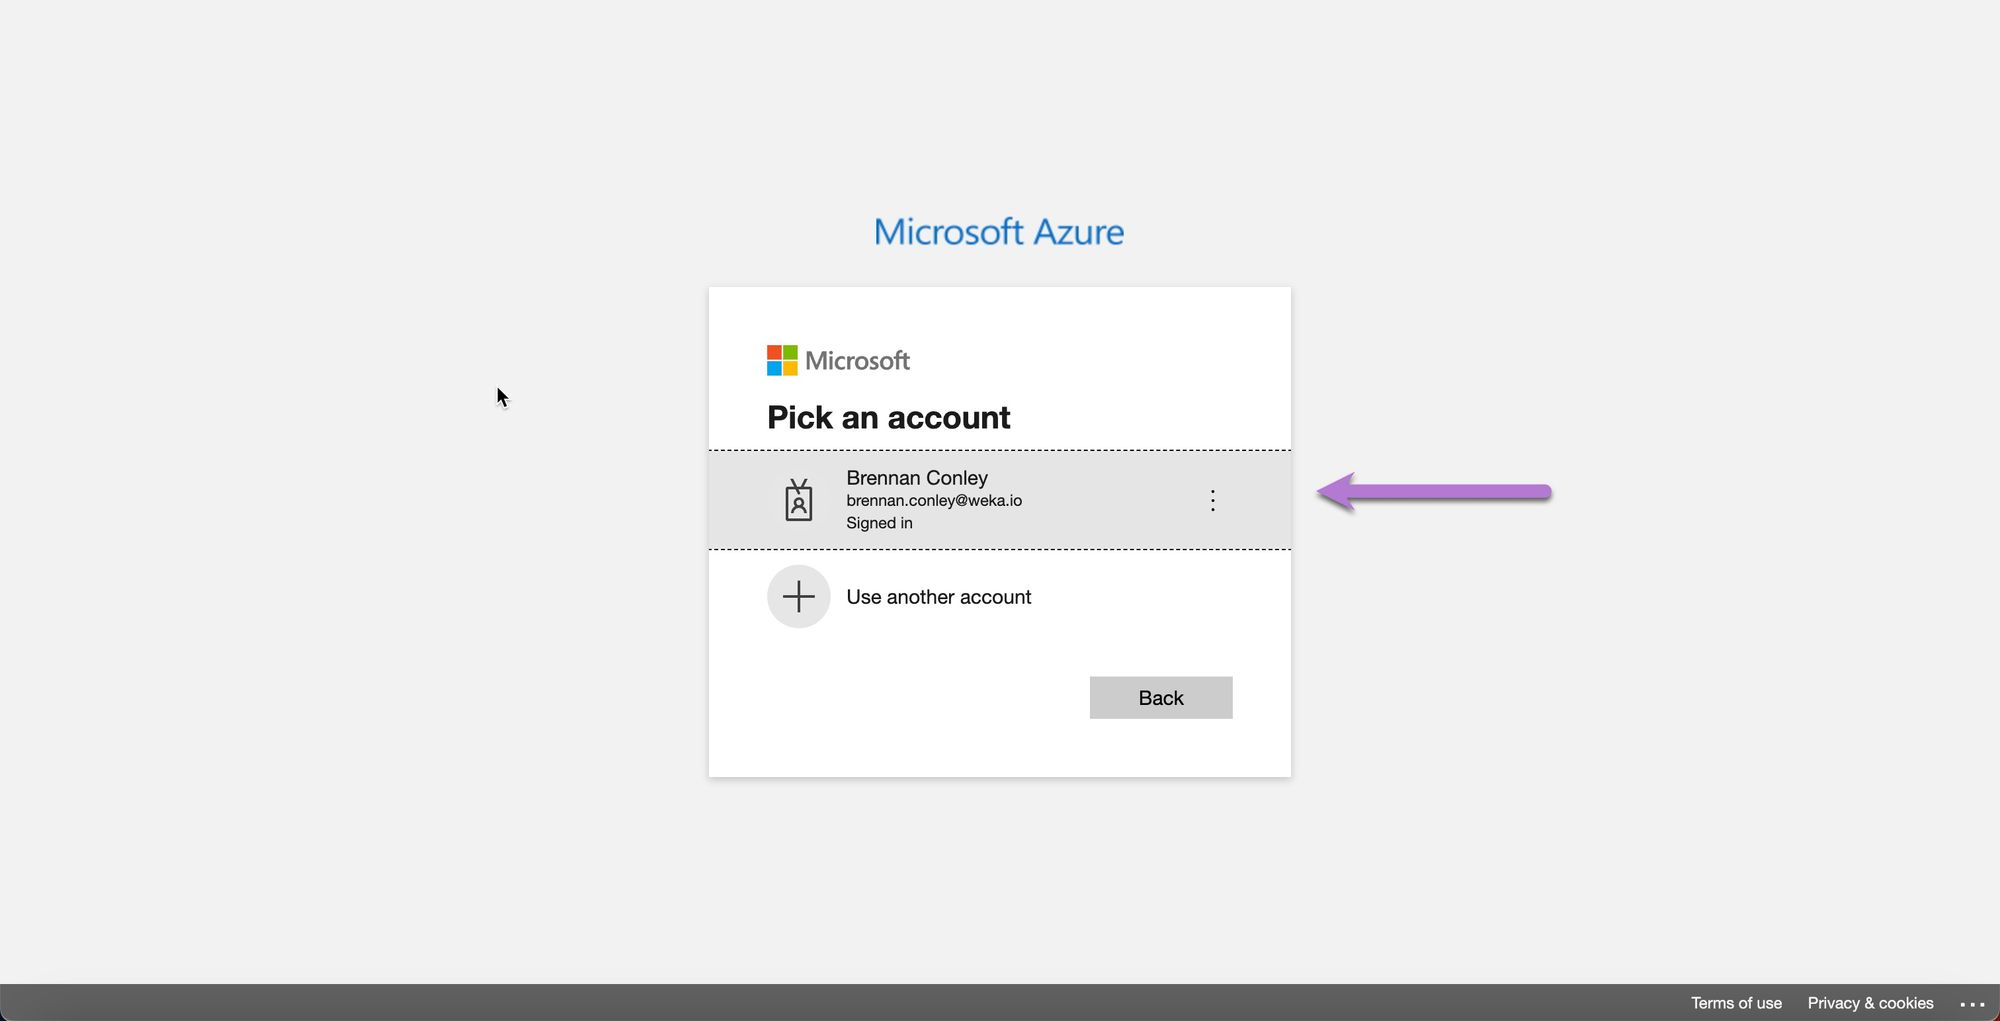 Microsoft Azure
Microsoft
Pick an account
Brennan Conley
brennan.conley@weka.io
Signed in
Use another account
Back
Terms of use Privacy & cookies